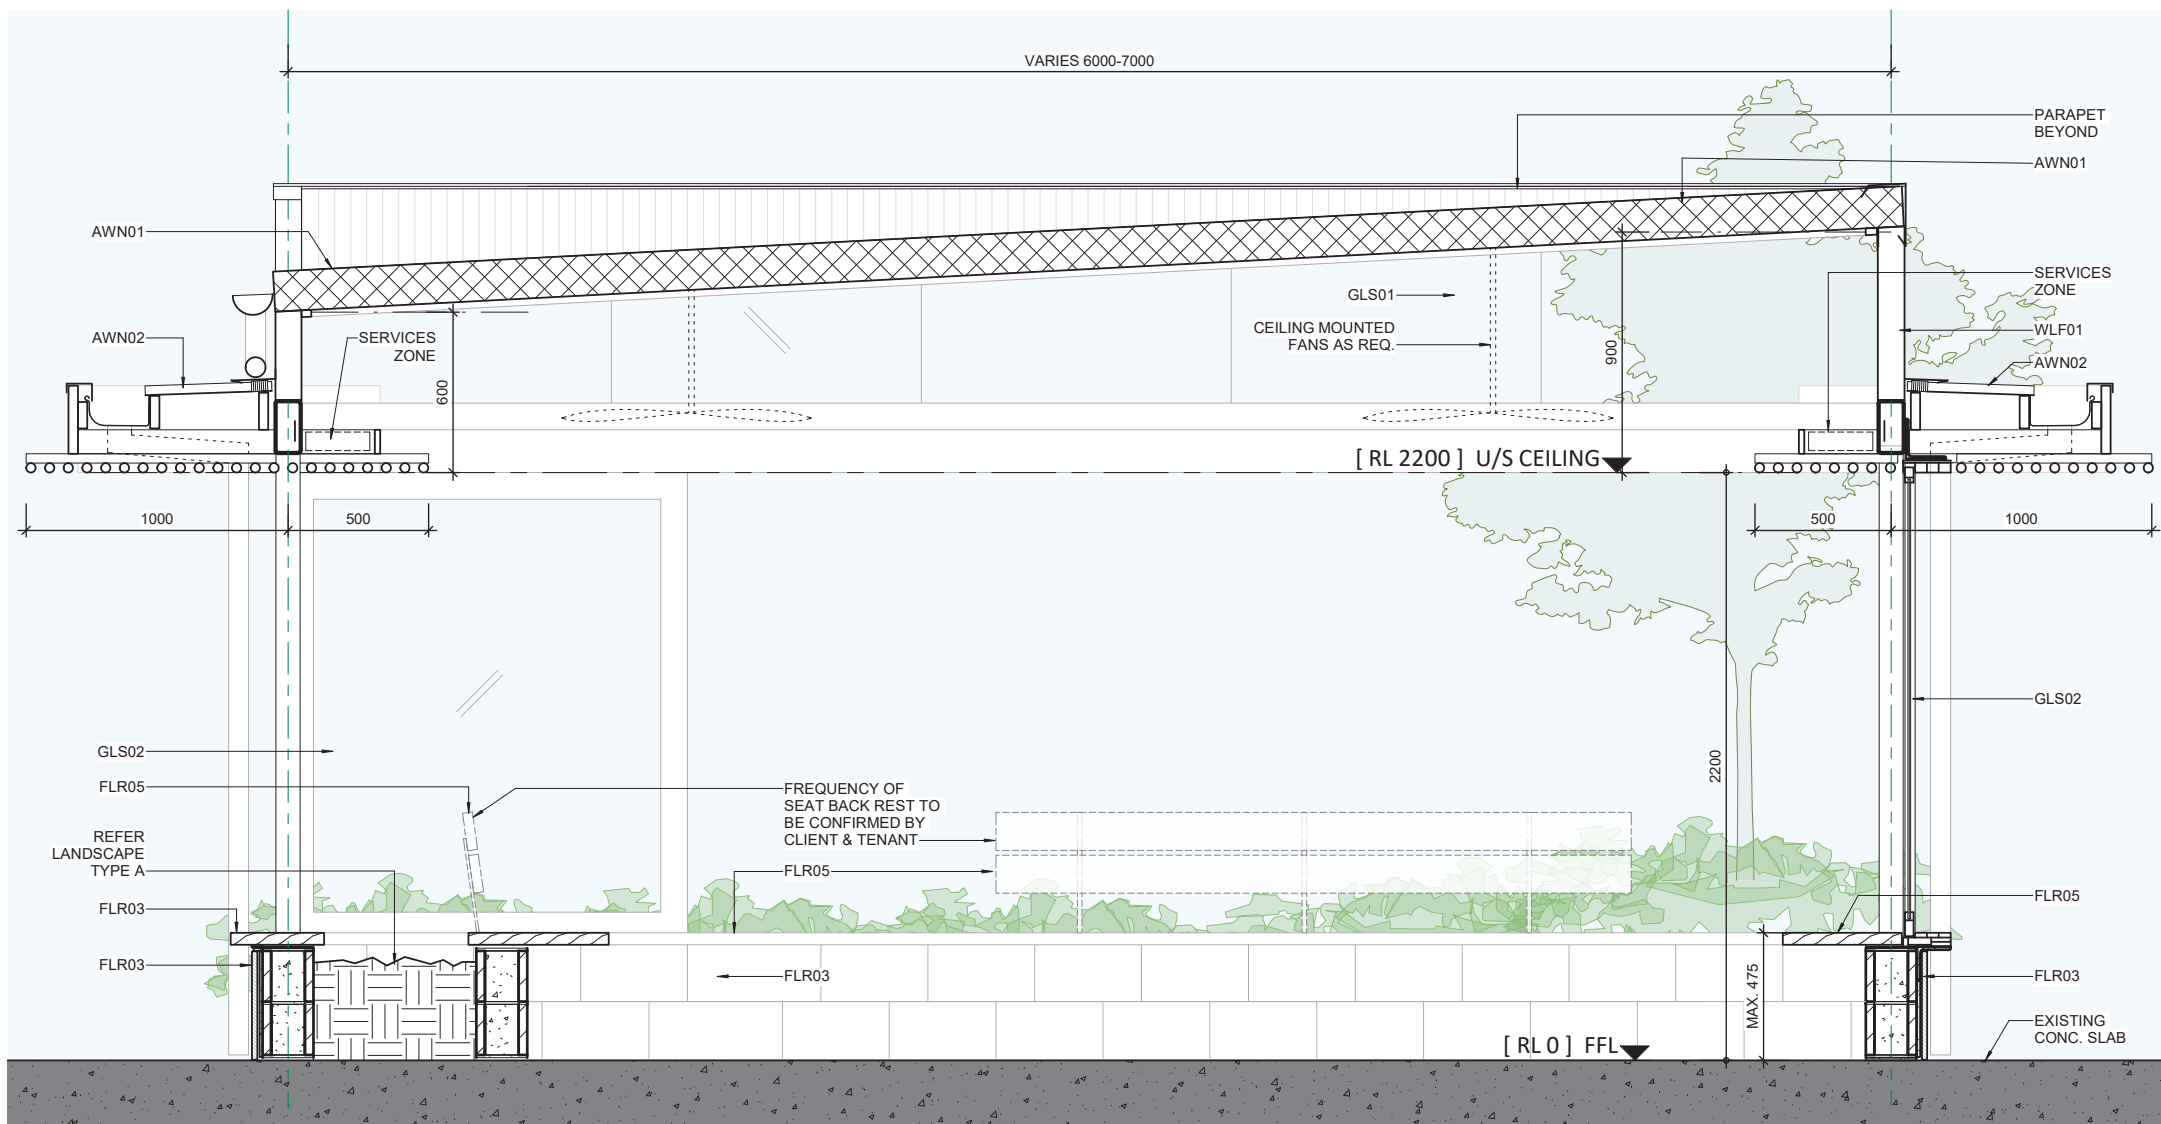 VARIES 6000-7000
PARAPET
BEYOND
AWN01
AWN01
SERVICES
ZONE
GLS01
CEILING MOUNTED
FANS AS REQ.
900
WLF01
AWN02
SERVICES
ZONE
AWN02
600
[ RL 2200 ] U/S CEILING
1000
500
500
1000
GLS02
GLS02
2200
FLR05
FREQUENCY OF
SEAT BACK REST TO
BE CONFIRMED BY
CLIENT & TENANT
REFER
LANDSCAPE
TYPE A
FLR05
FLR05
FLR03
FLR03
FLR03
FLR03
MAX. 475
EXISTING
CONC. SLAB
[ RL 0 ] FFL